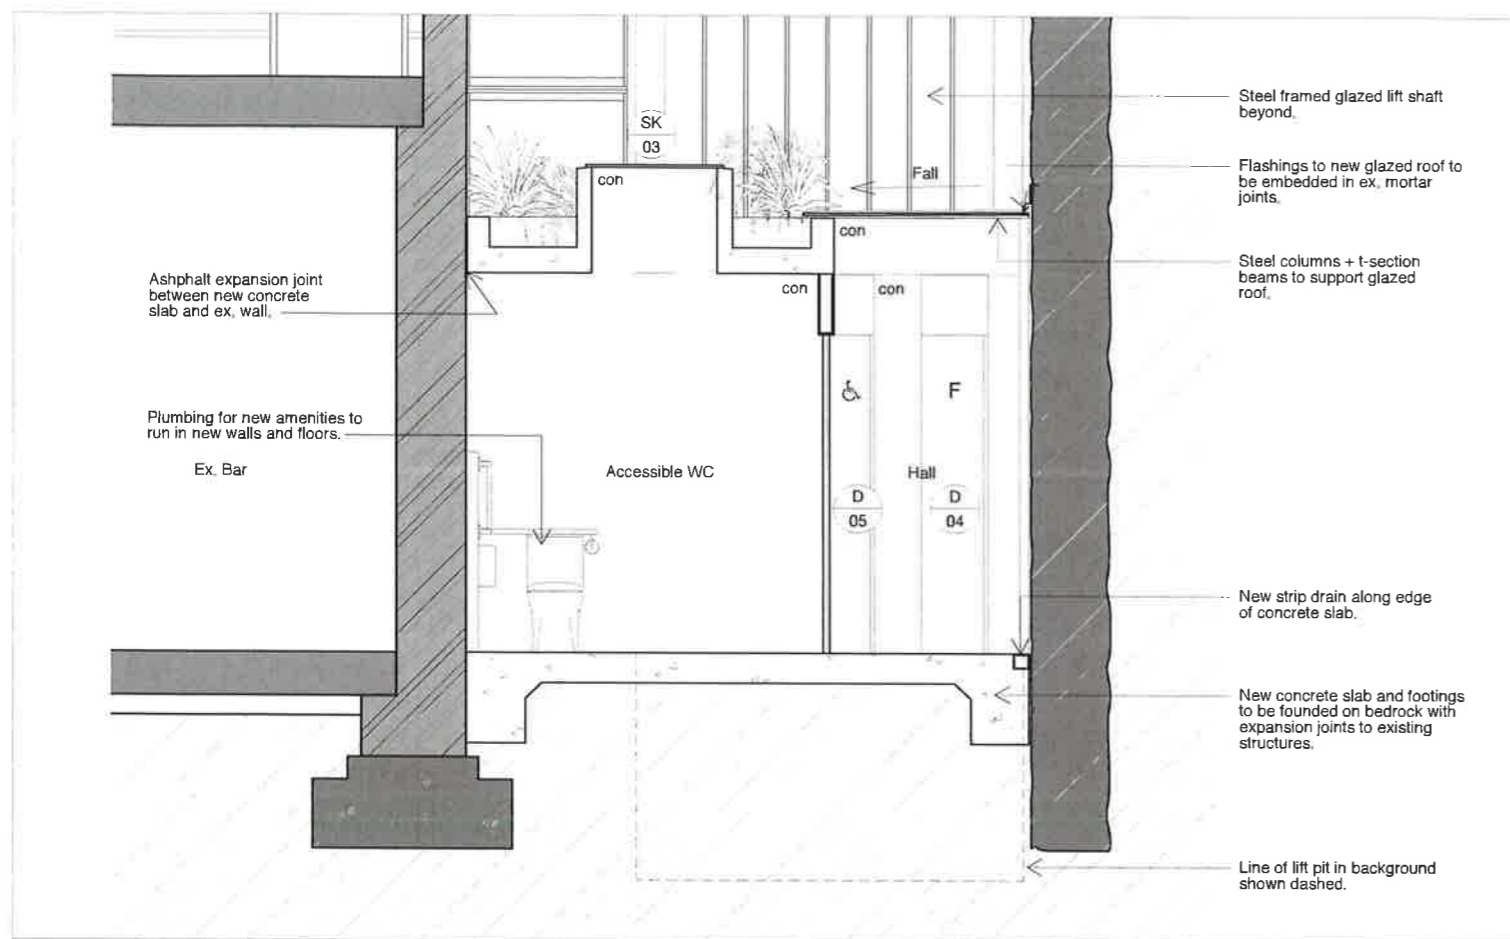 Steel framed glazed lift shaft
beyond.
SK
03
Fall
Flashings to new glazed roof to
be embedded in ex. mortar
joints.
con
con
Steel columns + t-section
beams to support glazed
roof.
Ashphalt expansion joint
between new concrete
slab and ex. wall.
con
con
F
Plumbing for new amenities to
run in new walls and floors.
Ex. Bar
Accessible WC
Hall
D
05
D
04
New strip drain along edge
of concrete slab.
New concrete slab and footings
to be founded on bedrock with
expansion joints to existing
structures.
Line of lift pit in background
shown dashed.